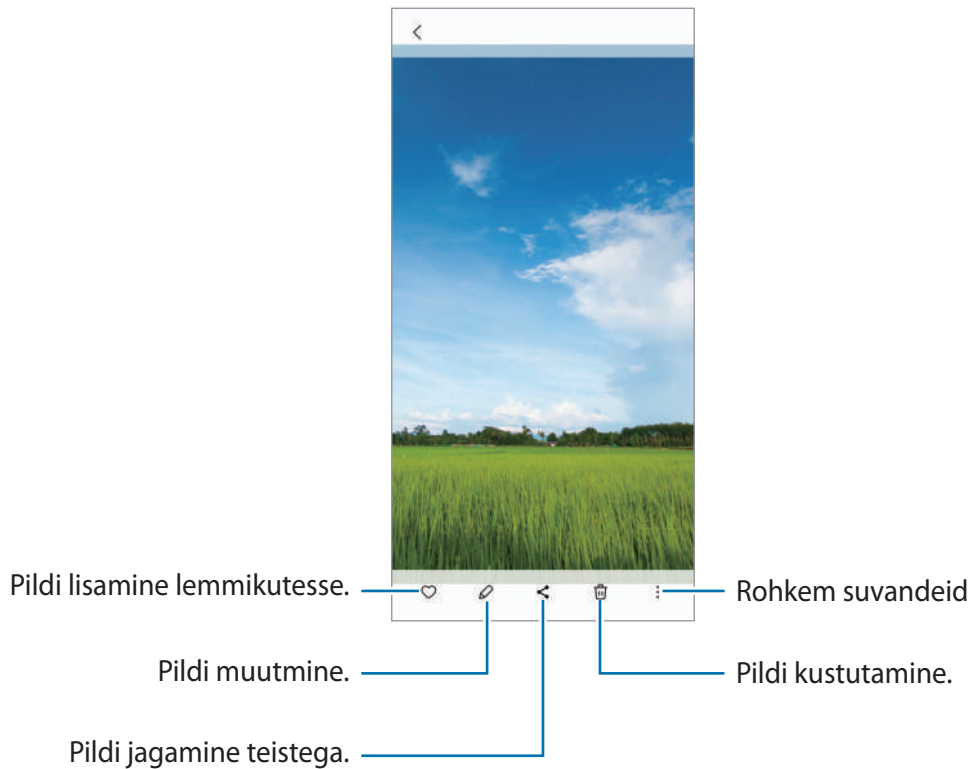 Pildi lisamine lemmikutesse.
Rohkem suvandeid
Pildi muutmine.
Pildi kustutamine.
Pildi jagamine teistega.